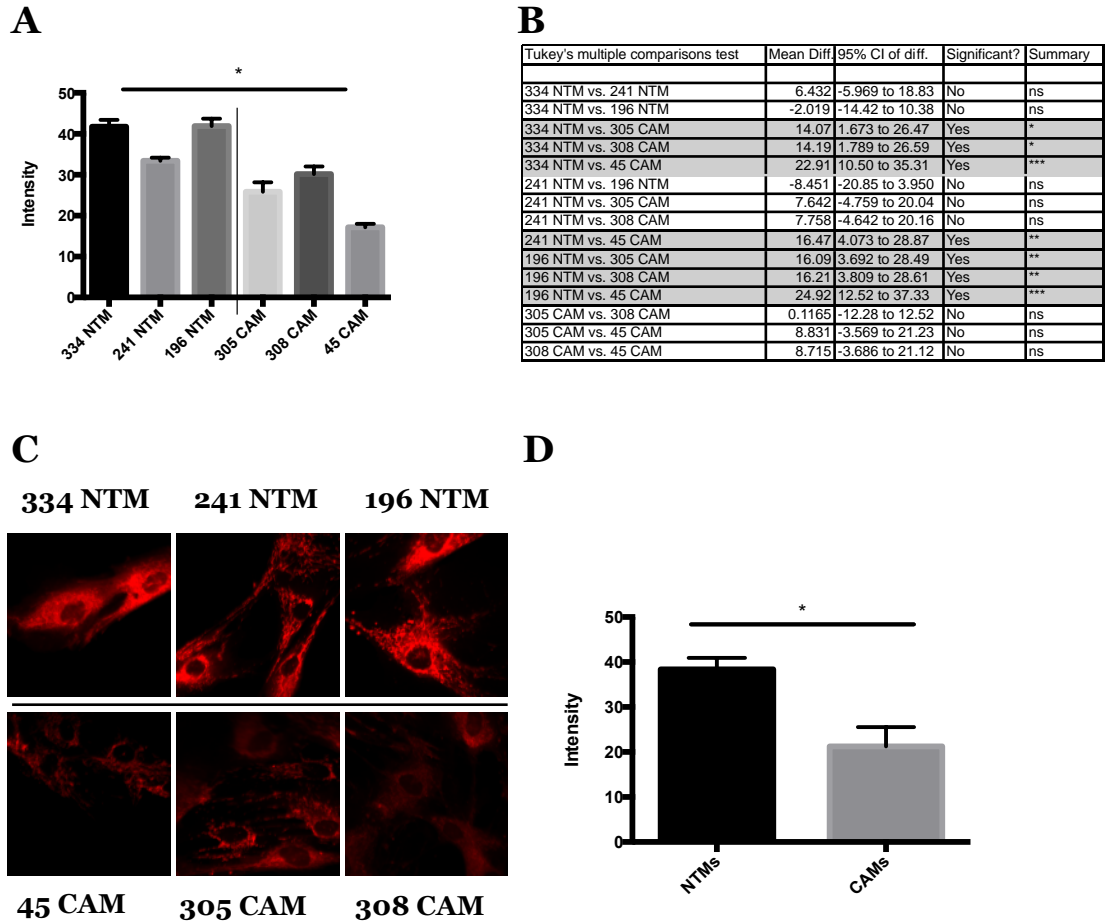 A
*
50
40
30
20
10
0
Intensity
334 NTM
241 NTM
196 NTM
305 CAM
308 CAM
45 CAM
B
Tukey's multiple comparisons test Mean Diff. 95% CI of diff. Significant? Summary
334 NTM vs. 241 NTM 6.432 -5.969 to 18.83 No ns
334 NTM vs. 196 NTM -2.019 -14.42 to 10.38 No ns
334 NTM vs. 305 CAM 14.07 1.673 to 26.47 Yes *
334 NTM vs. 308 CAM 14.19 1.789 to 26.59 Yes *
334 NTM vs. 45 CAM 22.91 10.50 to 35.31 Yes ***
241 NTM vs. 196 NTM -8.451 -20.85 to 3.950 No ns
241 NTM vs. 305 CAM 7.642 -4.759 to 20.04 No ns
241 NTM vs. 308 CAM 7.758 -4.642 to 20.16 No ns
241 NTM vs. 45 CAM 16.47 4.073 to 28.87 Yes **
196 NTM vs. 305 CAM 16.09 3.692 to 28.49 Yes **
196 NTM vs. 308 CAM 16.21 3.809 to 28.61 Yes **
196 NTM vs. 45 CAM 24.92 12.52 to 37.33 Yes ***
305 CAM vs. 308 CAM 0.1165 -12.28 to 12.52 No ns
305 CAM vs. 45 CAM 8.831 -3.569 to 21.23 No ns
308 CAM vs. 45 CAM 8.715 -3.686 to 21.12 No ns
C
334 NTM 241 NTM 196 NTM
45 CAM 305 CAM 308 CAM
D
*
50
40
30
20
10
0
Intensity
NTMs
CAMs